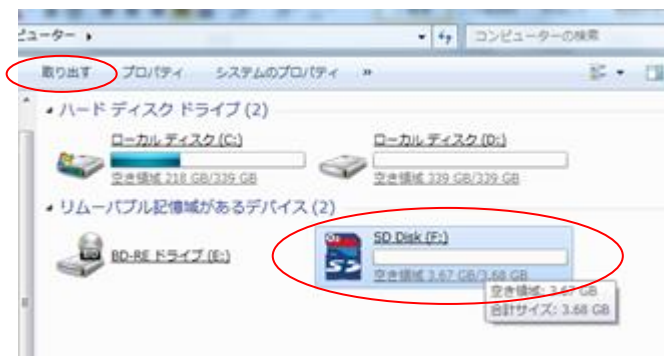 ピューター ▸
コンピューターの検索
取り出す プロパティ システムのプロパティ »
ハード ディスク ドライブ (2)
ローカル ディスク (C:) ローカル ディスク (D:)
空き領域 218 GB/339 GB 空き領域 339 GB/339 GB
リムーバブル記憶域があるデバイス (2)
BD-RE ドライブ (E:)
SD Disk (F:)
空き領域 3.67 GB/3.68 GB
空き領域: 3.67 GB
合計サイズ: 3.68 GB